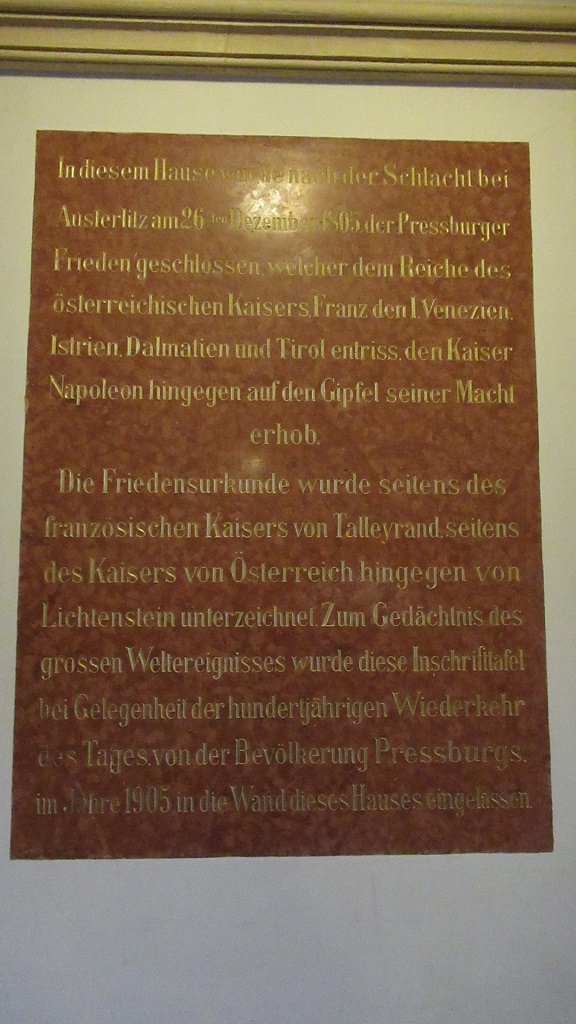 In diesem Hause wurde nach der Schlacht bei
Austerlitz am 26ten Dezember 1805. der Pressburger
Frieden geschlossen, welcher dem Reiche des
österreichischen Kaisers, Franz den I. Venezien,
Istrien, Dalmatien und Tirol entriss, den Kaiser
Napoleon hingegen auf den Gipfel seiner Macht
erhob.
Die Friedensurkunde wurde seitens des
französischen Kaisers von Talleyrand, seitens
des Kaisers von Österreich hingegen von
Lichtenstein unterzeichnet. Zum Gedächtnis des
grossen Weltereignisses wurde diese Inschrifttafel
bei Gelegenheit der hundertjährigen Wiederkehr
des Tages, von der Bevölkerung Pressburgs,
im Jahre 1905 in die Wand dieses Hauses eingelassen.